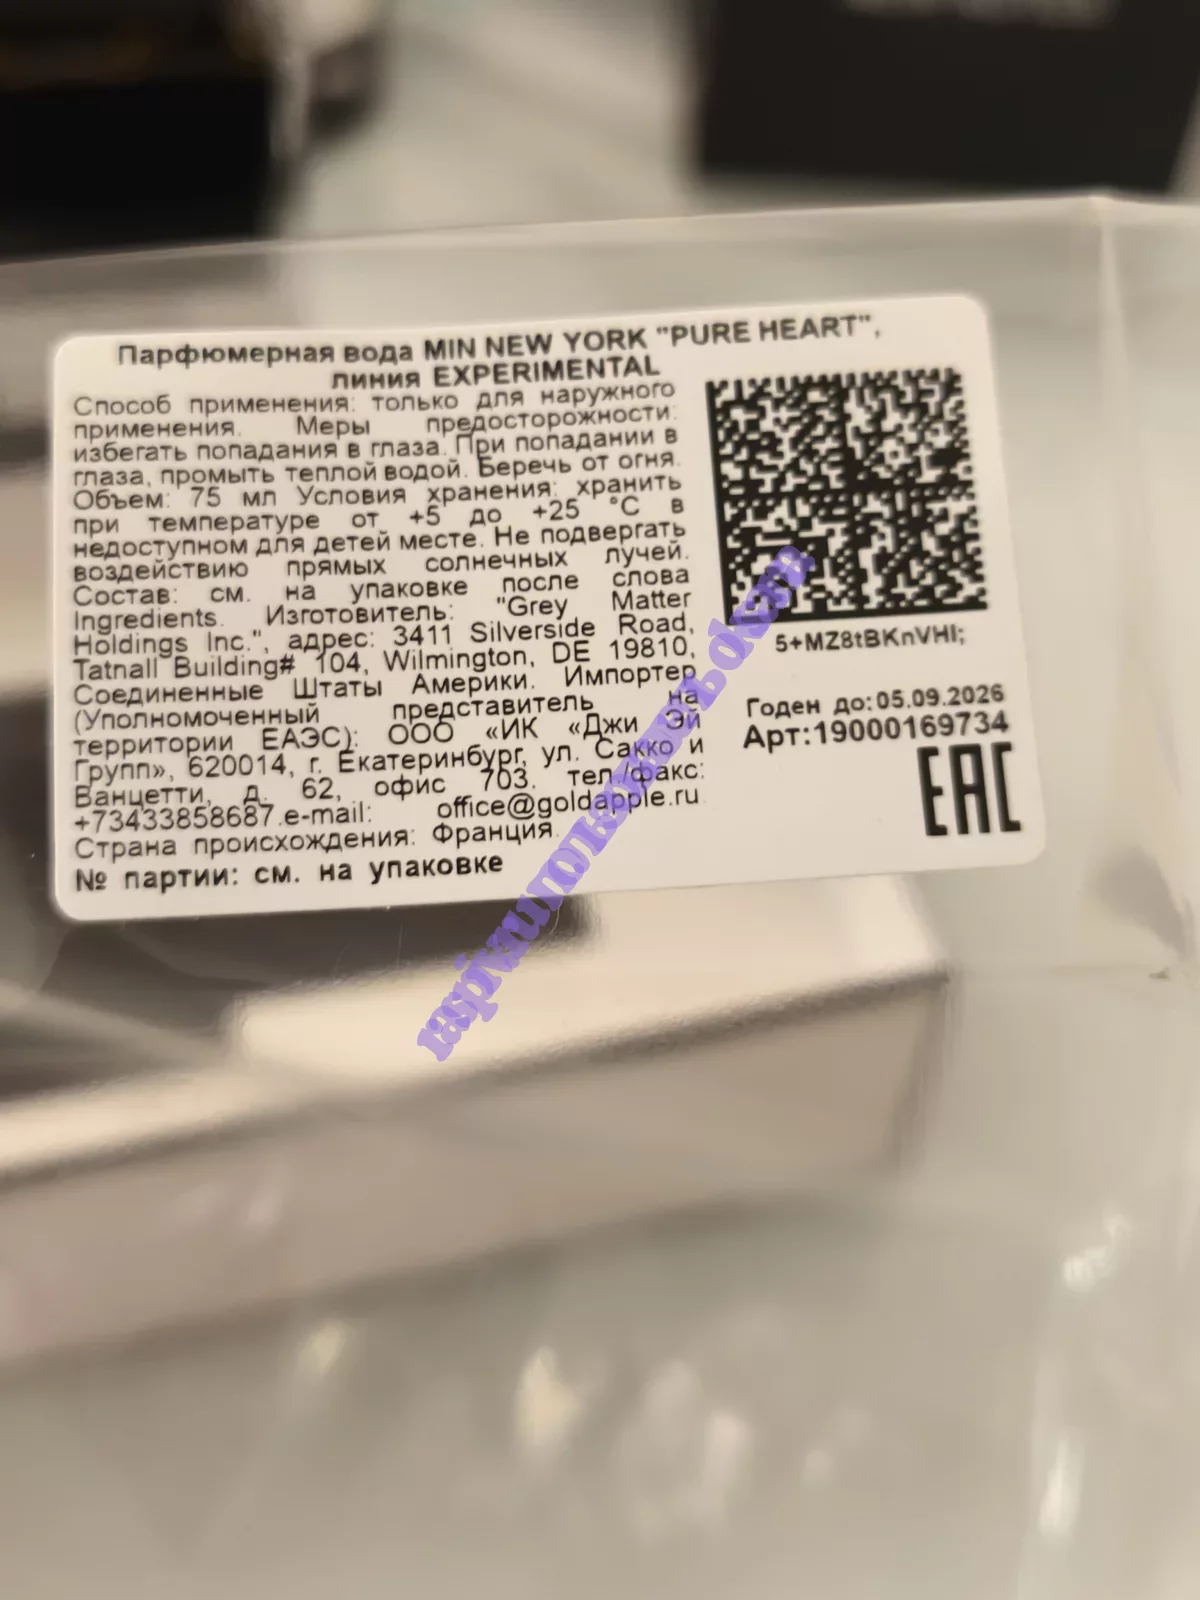 Парфюмерная вода MIN NEW YORK "PURE HEART",
линия EXPERIMENTAL
Способ применения: только для наружного
применения. Меры предосторожности:
избегать попадания в глаза. При попадании в
глаза, промыть теплой водой. Беречь от огня.
Объем: 75 мл Условия хранения: хранить
при температуре от +5 до +25 °С в
недоступном для детей месте. Не подвергать
воздействию прямых солнечных лучей.
Состав: см. на упаковке после слова
Ingredients. Изготовитель: "Grey Matter
Holdings Inc.", адрес: 3411 Silverside Road,
Tatnall Building# 104, Wilmington, DE 19810,
Соединенные Штаты Америки. Импортер
(Уполномоченный представитель на
территории ЕАЭС): ООО «ИК «Джи Эй
Групп», 620014, г. Екатеринбург, ул. Сакко и
Ванцетти, д. 62, офис 703. тел./факс:
+73433858687.e-mail: office@goldapple.ru
Страна происхождения: Франция.
№ партии: см. на упаковке
5+MZ8tBKnVHI;
Годен до:05.09.2026
Арт:19000169734
EAC